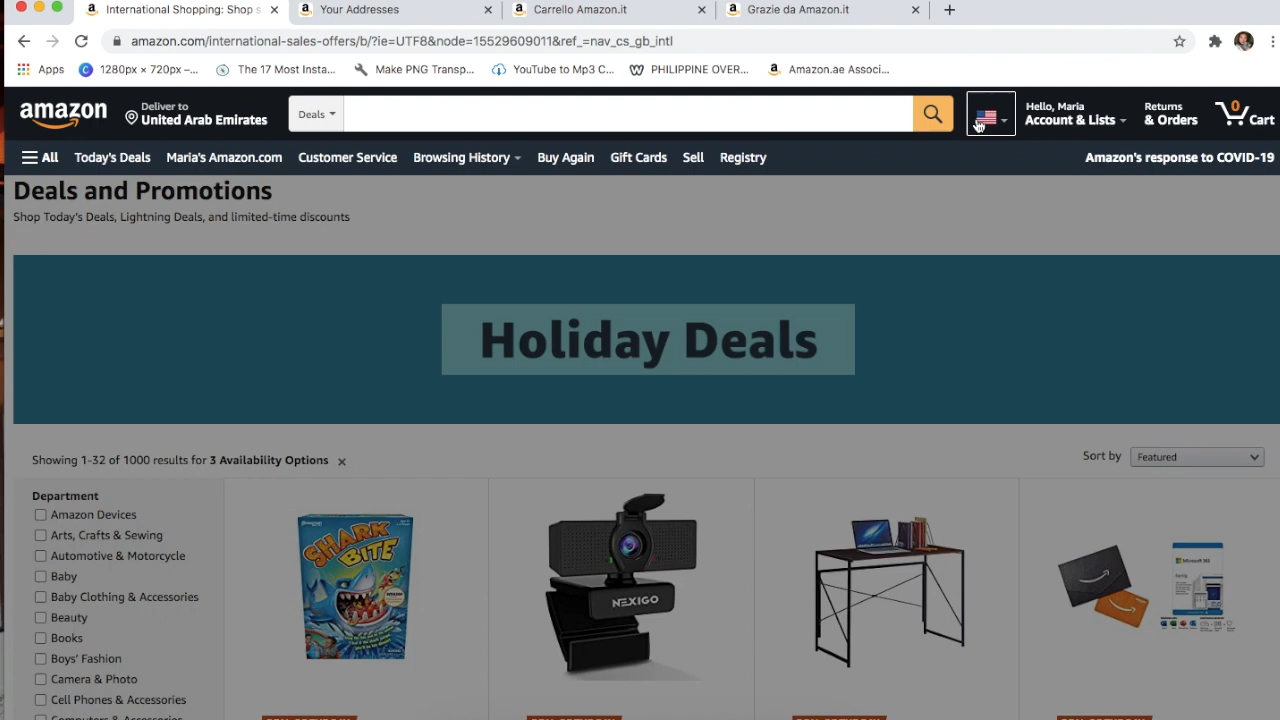 International Shopping: Shop s
Your Addresses
Carrello Amazon.it
Grazie da Amazon.it
amazon.com/international-sales-offers/b/?ie=UTF8&node=15529609011&ref_=nav_cs_gb_intl
Apps
1280px × 720px –...
The 17 Most Insta...
Make PNG Transp...
YouTube to Mp3 C...
PHILIPPINE OVER...
Amazon.ae Associ...
amazon
Deliver to
United Arab Emirates
Deals
Hello, Maria
Account & Lists
Returns
& Orders
0
Cart
All
Today's Deals
Maria's Amazon.com
Customer Service
Browsing History
Buy Again
Gift Cards
Sell
Registry
Amazon's response to COVID-19
Deals and Promotions
Shop Today's Deals, Lightning Deals, and limited-time discounts
Holiday Deals
Showing 1-32 of 1000 results for 3 Availability Options
Sort by
Featured
Department
Amazon Devices
Arts, Crafts & Sewing
Automotive & Motorcycle
Baby
Baby Clothing & Accessories
Beauty
Books
Boys' Fashion
Camera & Photo
Cell Phones & Accessories
SHARK
BITE
NEXIGO
Microsoft 365
Family